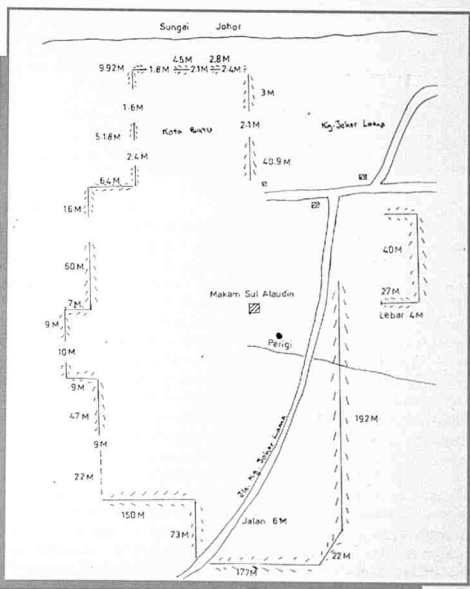 Sungai Johor
4.5M 2.8M
9.92M 1.8M 2.1M 2.4M
3M
1.6M
5.18M Kota Batu 2.1M Kg. Johor Lama
2.4M
40.9M
6.4M
16M
40M
60M
27M
Makam Sul Alaudin
7M
Lebar 4M
9M
Perigi
10M
9M
192M
47M
9M
Jln. Kg. Johor Lama
22M
150M
Jalan 6M
73M
22M
177M